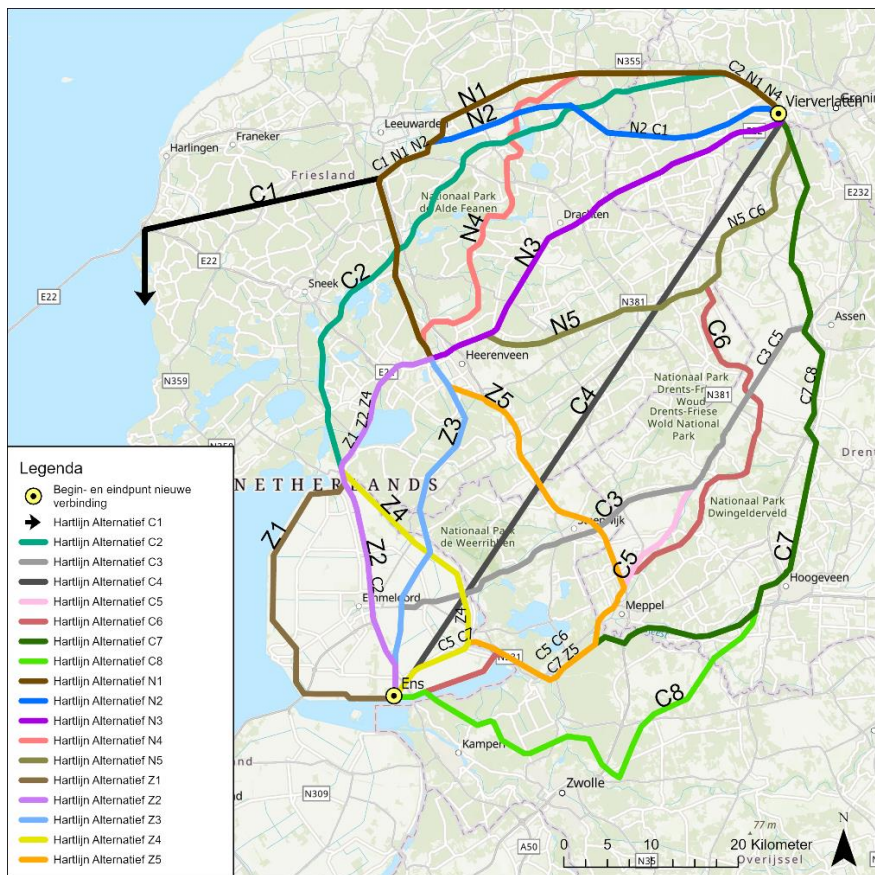 N355
N1
C2 N1 N4
Vierverlaten
N2
Leeuwarden
N2 C1
Harlingen
Franeker
C1 N1 N2
Friesland
C1
Nationaal Park
de Alde Feanen
E232
Drachten
N5 C6
N4
N3
E22
C2
Sneek
E22
N381
Assen
N5
C6
C3 C5
Heerenveen
N359
Z5
C4
Nationaal Park
Drents-Friese
Wold National
Park
N381
C7 C8
Z1 Z2 Z4
Z3
Legenda
Begin- en eindpunt nieuwe
verbinding
Hartlijn Alternatief C1
Hartlijn Alternatief C2
Hartlijn Alternatief C3
Hartlijn Alternatief C4
Hartlijn Alternatief C5
Hartlijn Alternatief C6
Hartlijn Alternatief C7
Hartlijn Alternatief C8
Hartlijn Alternatief N1
Hartlijn Alternatief N2
Hartlijn Alternatief N3
Hartlijn Alternatief N4
Hartlijn Alternatief N5
Hartlijn Alternatief Z1
Hartlijn Alternatief Z2
Hartlijn Alternatief Z3
Hartlijn Alternatief Z4
Hartlijn Alternatief Z5
NETHERLANDS
Z4
C3
Nationaal Park
Dwingelderveld
Z1
Nationaal Park
de Weerribben
Z2
C2
C5
C7
Hoogeveen
Meppel
Z4
C5 C7
C5 C6
C7 Z5
Ens
C8
Kampen
Zwolle
N309
A50
N35
77 m
Overijssel
N
0 5 10 20 Kilometer